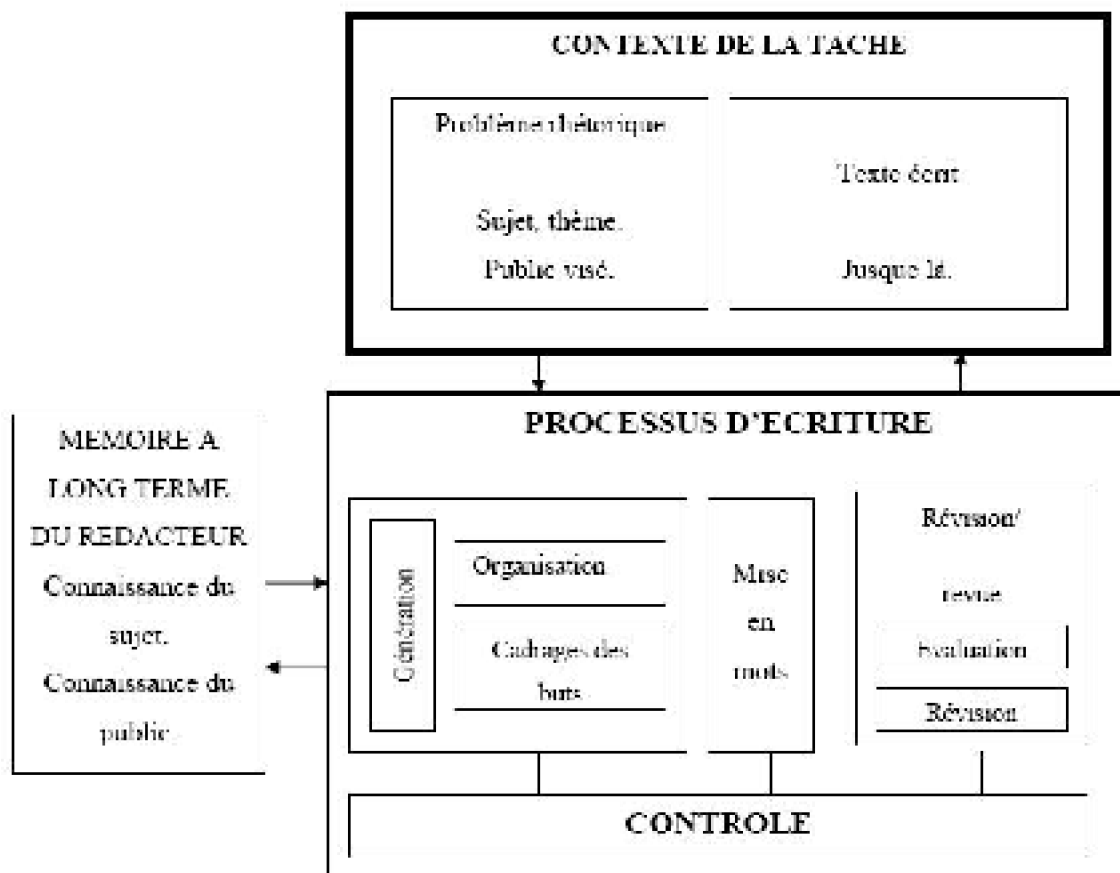 CONTEXTE DE LA TACHE
Problème rhétorique
Sujet, thème.
Public visé.
Texte écrit
Jusque là.
PROCESSUS D'ECRITURE
MEMOIRE A
LONG TERME
DU REDACTEUR
Connaissance du
sujet.
Connaissance du
public.
Génération
Organisation
Cadrages des
buts
Mise
en
mots
Révision/
revue
Evaluation
Révision
CONTROLE